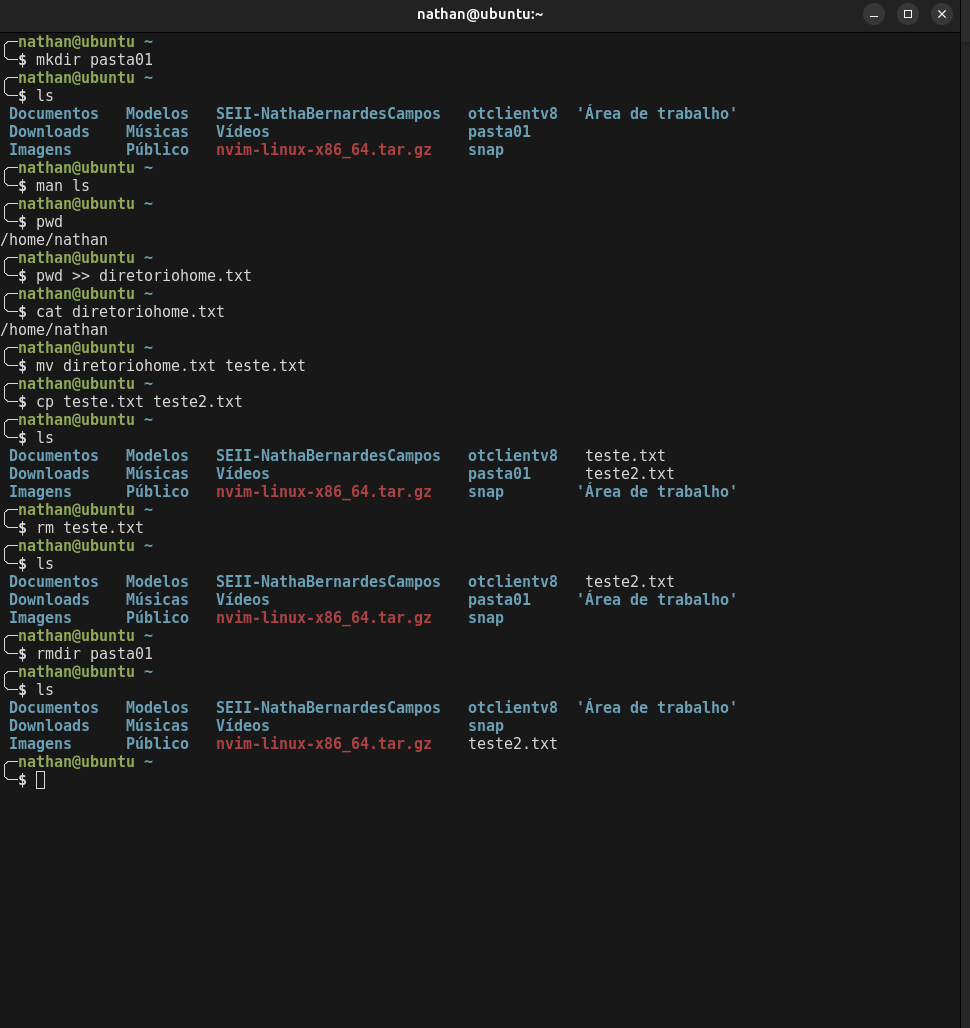 nathan@ubuntu:~
nathan@ubuntu ~
$ mkdir pasta01
nathan@ubuntu ~
$ ls
Documentos Modelos SEII-NathaBernardesCampos otclientv8 'Área de trabalho'
Downloads Músicas Vídeos pasta01
Imagens Público nvim-linux-x86_64.tar.gz snap
nathan@ubuntu ~
$ man ls
nathan@ubuntu ~
$ pwd
/home/nathan
nathan@ubuntu ~
$ pwd >> diretoriohome.txt
nathan@ubuntu ~
$ cat diretoriohome.txt
/home/nathan
nathan@ubuntu ~
$ mv diretoriohome.txt teste.txt
nathan@ubuntu ~
$ cp teste.txt teste2.txt
nathan@ubuntu ~
$ ls
Documentos Modelos SEII-NathaBernardesCampos otclientv8 teste.txt
Downloads Músicas Vídeos pasta01 teste2.txt
Imagens Público nvim-linux-x86_64.tar.gz snap 'Área de trabalho'
nathan@ubuntu ~
$ rm teste.txt
nathan@ubuntu ~
$ ls
Documentos Modelos SEII-NathaBernardesCampos otclientv8 teste2.txt
Downloads Músicas Vídeos pasta01 'Área de trabalho'
Imagens Público nvim-linux-x86_64.tar.gz snap
nathan@ubuntu ~
$ rmdir pasta01
nathan@ubuntu ~
$ ls
Documentos Modelos SEII-NathaBernardesCampos otclientv8 'Área de trabalho'
Downloads Músicas Vídeos snap
Imagens Público nvim-linux-x86_64.tar.gz teste2.txt
nathan@ubuntu ~
$